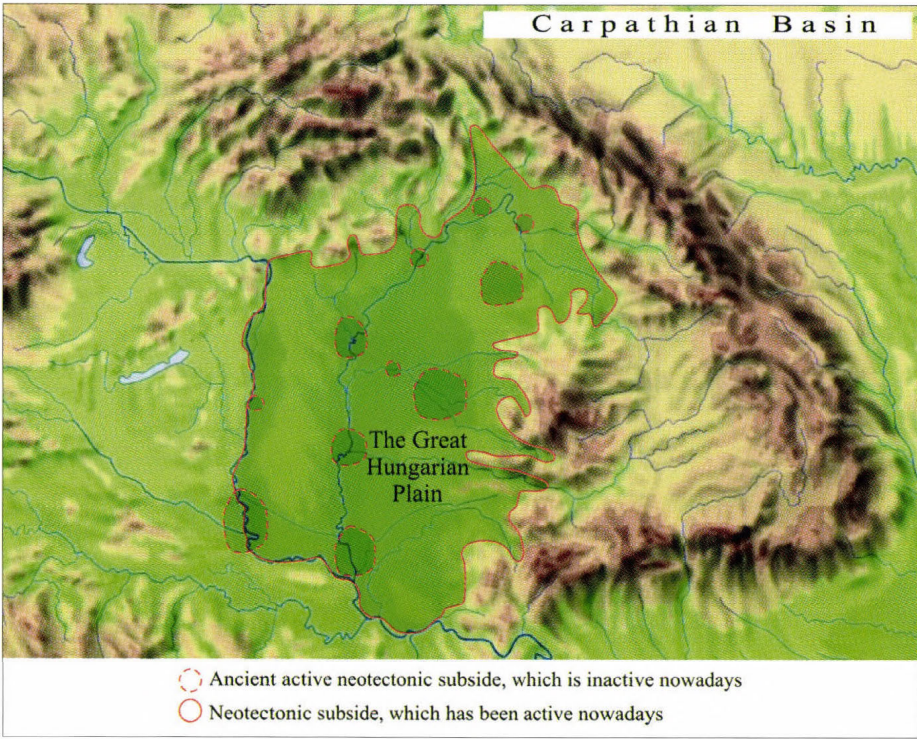 Carpathian Basin
The Great
Hungarian
Plain
Ancient active neotectonic subside, which is inactive nowadays
Neotectonic subside, which has been active nowadays